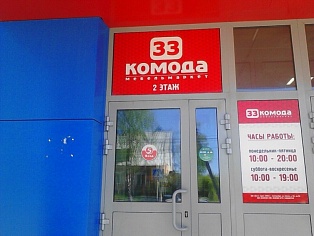 33
комода
мебельмаркет
2 ЭТАЖ
33 комода
ЧАСЫ РАБОТЫ:
понедельник-пятница
10:00 - 20:00
суббота-воскресенье
10:00 - 19:00